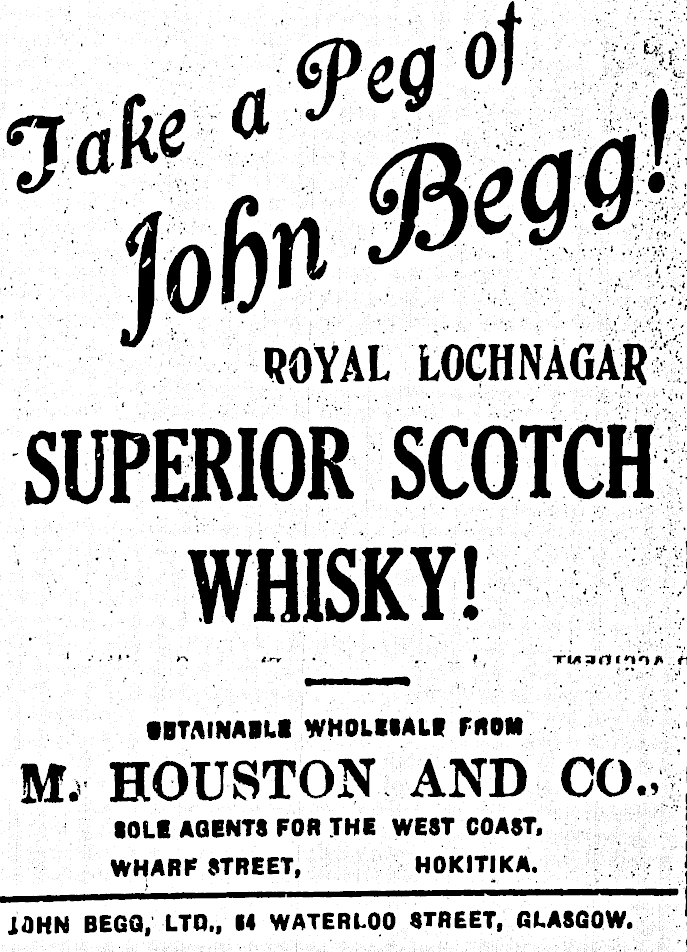 Take a Peg of
John Begg!
ROYAL LOCHNAGAR
SUPERIOR SCOTCH
WHISKY!
OBTAINABLE WHOLESALE FROM
M. HOUSTON AND CO.,
SOLE AGENTS FOR THE WEST COAST,
WHARF STREET, HOKITIKA.
JOHN BEGG, LTD., 54 WATERLOO STREET, GLASGOW.